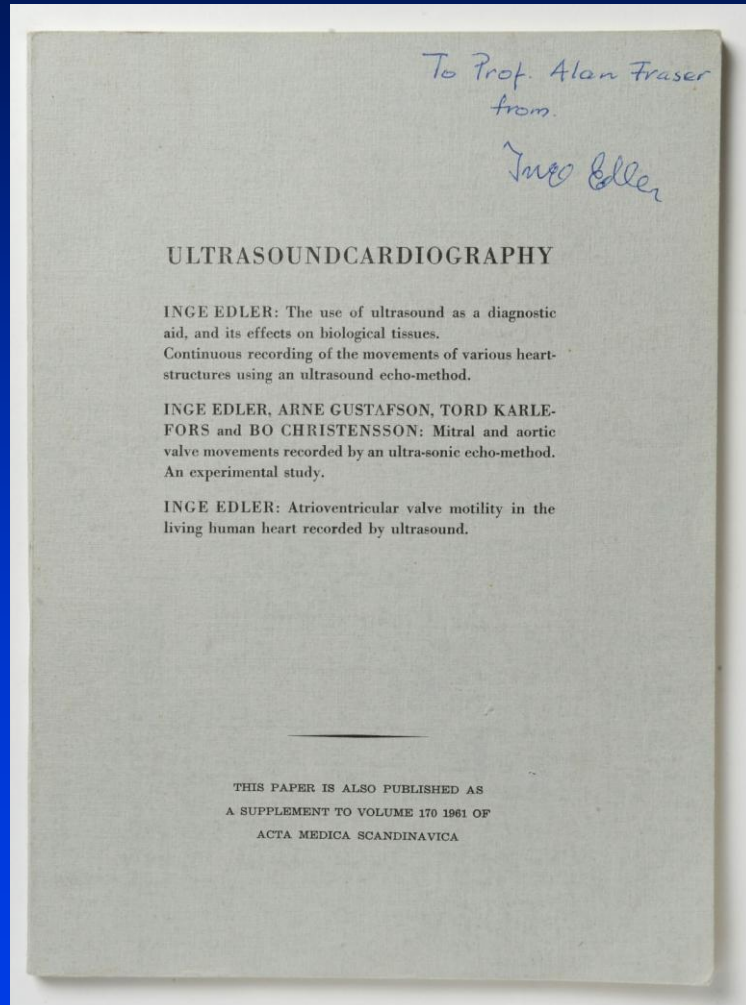 To Prof. Alan Fraser
from.
Inge Edler
ULTRASOUNDCARDIOGRAPHY
INGE EDLER: The use of ultrasound as a diagnostic
aid, and its effects on biological tissues.
Continuous recording of the movements of various heart-
structures using an ultrasound echo-method.
INGE EDLER, ARNE GUSTAFSON, TORD KARLE-
FORS and BO CHRISTENSSON: Mitral and aortic
valve movements recorded by an ultra-sonic echo-method.
An experimental study.
INGE EDLER: Atrioventricular valve motility in the
living human heart recorded by ultrasound.
THIS PAPER IS ALSO PUBLISHED AS
A SUPPLEMENT TO VOLUME 170 1961 OF
ACTA MEDICA SCANDINAVICA